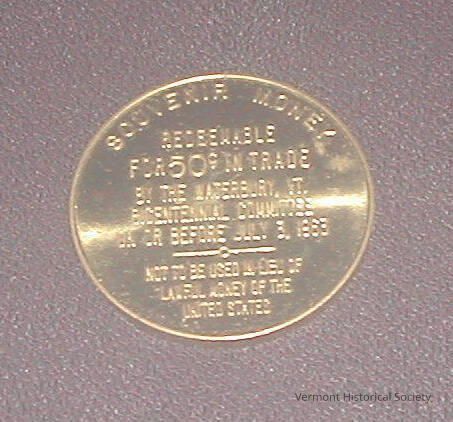 SOUVENIR MONEY
REDEEMABLE
FOR 50¢ IN TRADE
BY THE WATERBURY, VT.
BICENTENNIAL COMMITTEE
ON OR BEFORE JULY 3, 1963
NOT TO BE USED IN LIEU OF
LAWFUL MONEY OF THE
UNITED STATES
Vermont Historical Society